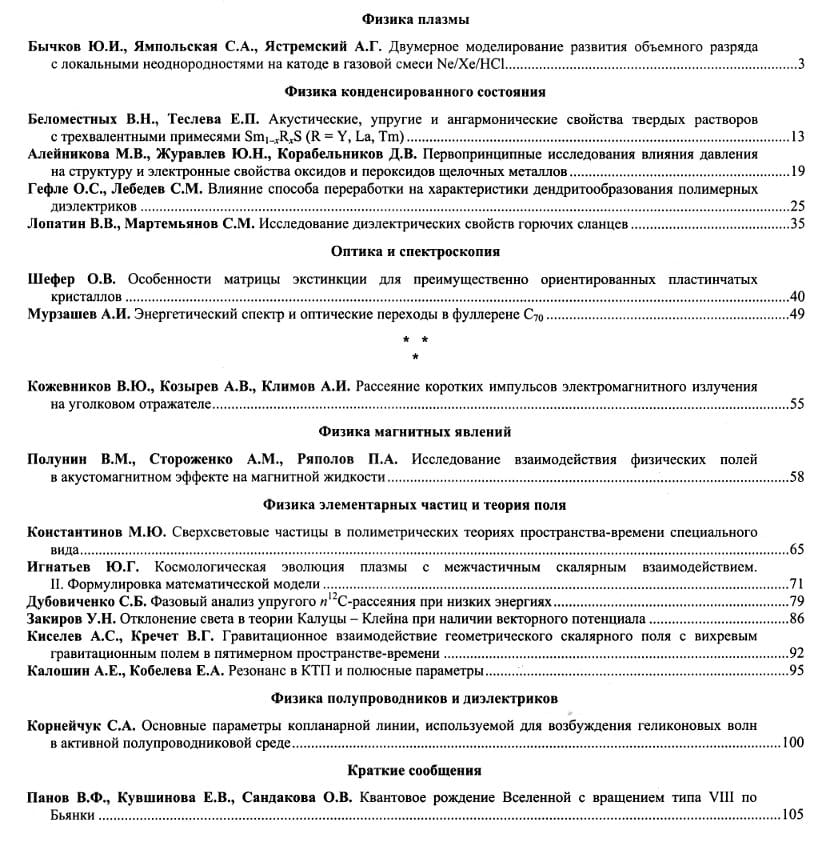 Физика плазмы
Бычков Ю.И., Ямпольская С.А., Ястремский А.Г. Двумерное моделирование развития объемного разряда
с локальными неоднородностями на катоде в газовой смеси Ne/Xe/HCl....3
Физика конденсированного состояния
Беломестных В.Н., Теслева Е.П. Акустические, упругие и ангармонические свойства твердых растворов
с трехвалентными примесями Sm₁₋ₓRₓS (R = Y, La, Tm)....13
Алейникова М.В., Журавлев Ю.Н., Корабельников Д.В. Первопринципные исследования влияния давления
на структуру и электронные свойства оксидов и пероксидов щелочных металлов....19
Гефле О.С., Лебедев С.М. Влияние способа переработки на характеристики дендритообразования полимерных
диэлектриков....25
Лопатин В.В., Мартемьянов С.М. Исследование диэлектрических свойств горючих сланцев....35
Оптика и спектроскопия
Шефер О.В. Особенности матрицы экстинкции для преимущественно ориентированных пластинчатых
кристаллов....40
Мурзашев А.И. Энергетический спектр и оптические переходы в фуллерене C₇₀....49
* *
*
Кожевников В.Ю., Козырев А.В., Климов А.И. Рассеяние коротких импульсов электромагнитного излучения
на уголковом отражателе....55
Физика магнитных явлений
Полунин В.М., Стороженко А.М., Ряполов П.А. Исследование взаимодействия физических полей
в акустомагнитном эффекте на магнитной жидкости....58
Физика элементарных частиц и теория поля
Константинов М.Ю. Сверхсветовые частицы в полиметрических теориях пространства-времени специального
вида....65
Игнатьев Ю.Г. Космологическая эволюция плазмы с межчастичным скалярным взаимодействием.
II. Формулировка математической модели....71
Дубовиченко С.Б. Фазовый анализ упругого n¹²C-рассеяния при низких энергиях....79
Закиров У.Н. Отклонение света в теории Калуцы – Клейна при наличии векторного потенциала....86
Киселев А.С., Кречет В.Г. Гравитационное взаимодействие геометрического скалярного поля с вихревым
гравитационным полем в пятимерном пространстве-времени....92
Калошин А.Е., Кобелева Е.А. Резонанс в КТП и полюсные параметры....95
Физика полупроводников и диэлектриков
Корнейчук С.А. Основные параметры копланарной линии, используемой для возбуждения геликоновых волн
в активной полупроводниковой среде....100
Краткие сообщения
Панов В.Ф., Кувшинова Е.В., Сандакова О.В. Квантовое рождение Вселенной с вращением типа VIII по
Бьянки....105